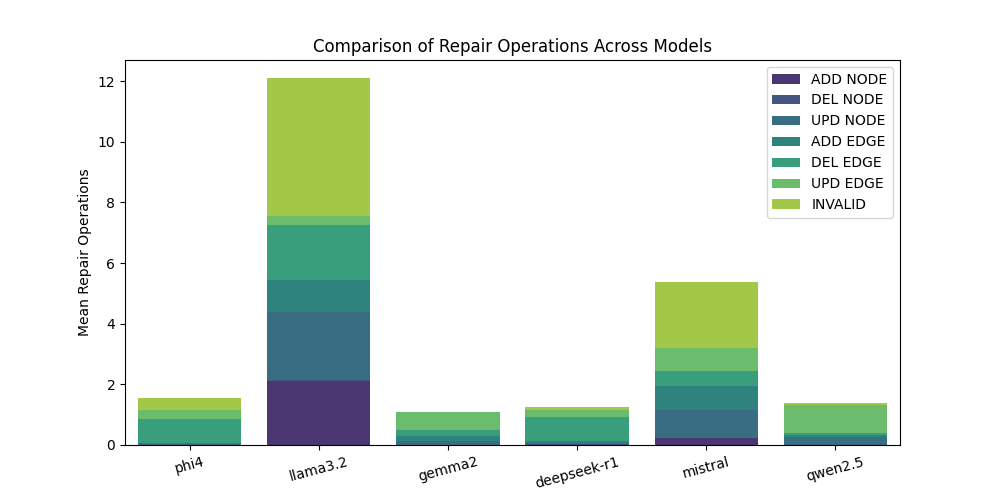 Comparison of Repair Operations Across Models
Mean Repair Operations
12
10
8
6
4
2
0
ADD NODE
DEL NODE
UPD NODE
ADD EDGE
DEL EDGE
UPD EDGE
INVALID
phi4
llama3.2
gemma2
deepseek-r1
mistral
qwen2.5